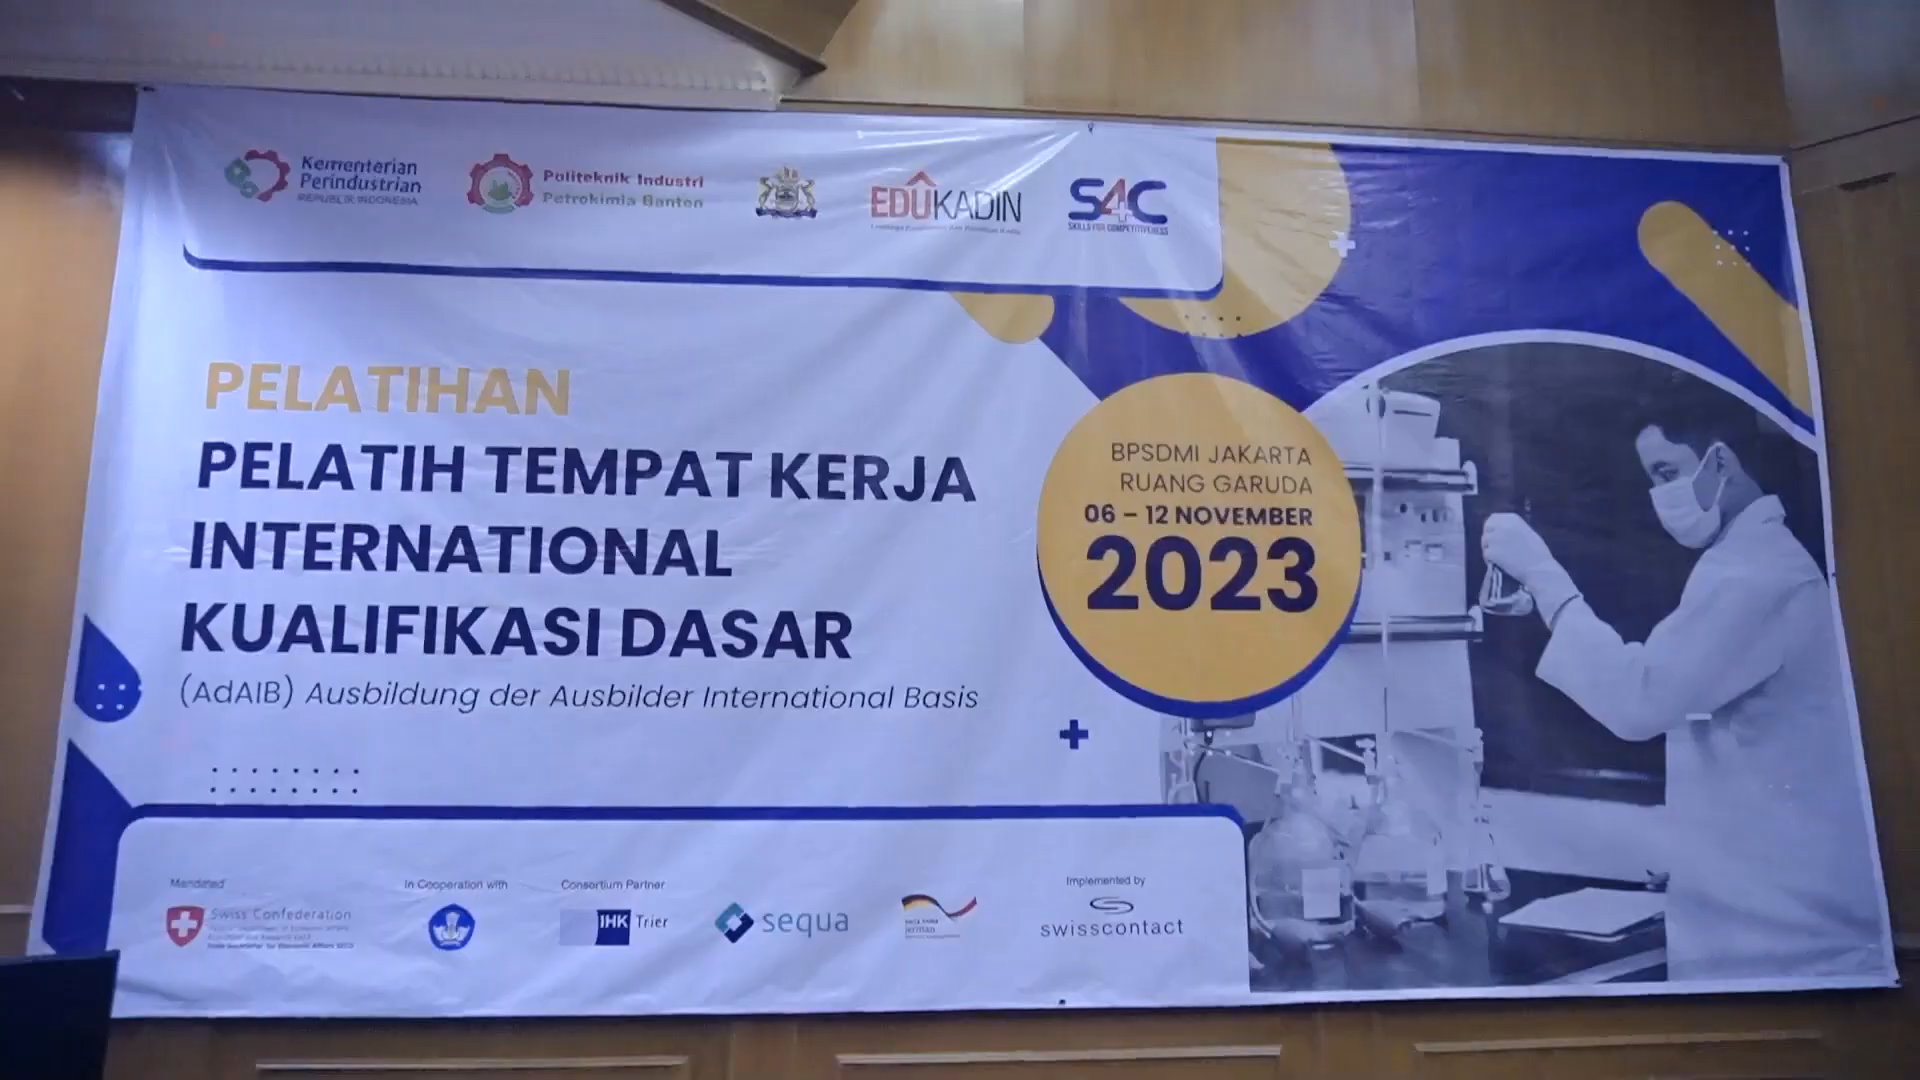 Kementerian
Perindustrian
REPUBLIK INDONESIA
Politeknik Industri
Petrokimia Banten
EDUKADIN
S4C
SKILLS FOR COMPETITIVENESS
PELATIHAN
PELATIH TEMPAT KERJA
INTERNATIONAL
KUALIFIKASI DASAR
(AdAIB) Ausbildung der Ausbilder International Basis
BPSDMI JAKARTA
RUANG GARUDA
06 – 12 NOVEMBER
2023
Mandated
Swiss Confederation
In Cooperation with
Consortium Partner
IHK Trier
sequa
Implemented by
swisscontact